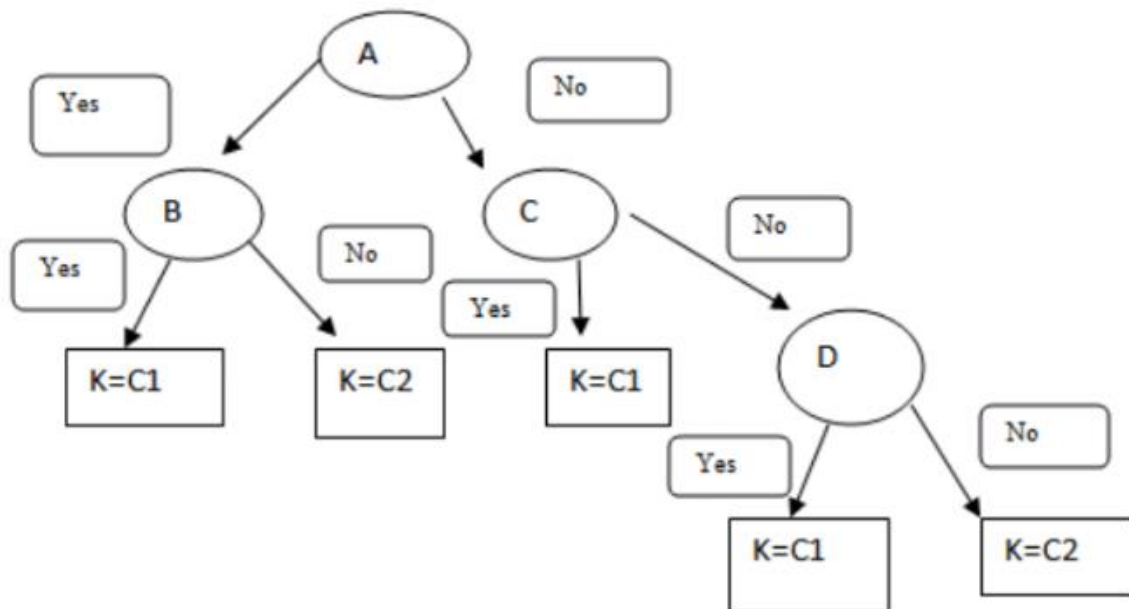 A
Yes
No
B
C
No
Yes
No
Yes
K=C1
K=C2
K=C1
D
Yes
No
K=C1
K=C2